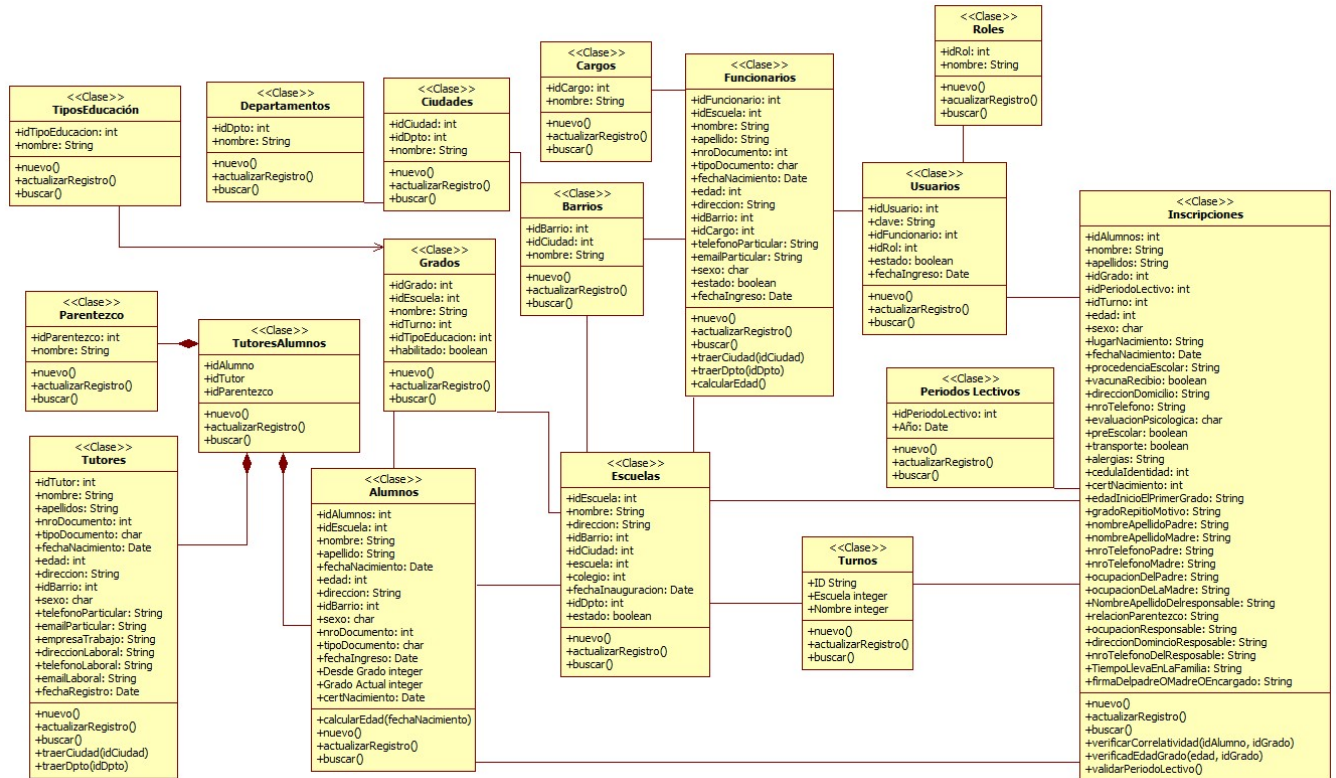 <<Clase>>
TiposEducación
+idTipoEducacion: int
+nombre: String
+nuevo()
+actualizarRegistro()
+buscar()
<<Clase>>
Departamentos
+idDpto: int
+nombre: String
+nuevo()
+actualizarRegistro()
+buscar()
<<Clase>>
Ciudades
+idCiudad: int
+idDpto: int
+nombre: String
+nuevo()
+actualizarRegistro()
+buscar()
<<Clase>>
Cargos
+idCargo: int
+nombre: String
+nuevo()
+actualizarRegistro()
+buscar()
<<Clase>>
Funcionarios
+idFuncionario: int
+idEscuela: int
+nombre: String
+apellido: String
+nroDocumento: int
+tipoDocumento: char
+fechaNacimiento: Date
+edad: int
+direccion: String
+idBarrio: int
+idCargo: int
+telefonoParticular: String
+emailParticular: String
+sexo: char
+estado: boolean
+fechaIngreso: Date
+nuevo()
+actualizarRegistro()
+buscar()
+traerCiudad(idCiudad)
+traerDpto(idDpto)
+calcularEdad()
<<Clase>>
Roles
+idRol: int
+nombre: String
+nuevo()
+acualizarRegistro()
+buscar()
<<Clase>>
Barrios
+idBarrio: int
+idCiudad: int
+nombre: String
+nuevo()
+actualizarRegistro()
+buscar()
<<Clase>>
Usuarios
+idUsuario: int
+clave: String
+idFuncionario: int
+idRol: int
+estado: boolean
+fechaIngreso: Date
+nuevo()
+actualizarRegistro()
+buscar()
<<Clase>>
Inscripciones
+idAlumnos: int
+nombre: String
+apellidos: String
+idGrado: int
+idPeriodoLectivo: int
+idTurno: int
+edad: int
+sexo: char
+lugarNacimiento: String
+fechaNacimiento: Date
+procedenciaEscolar: String
+vacunaRecibio: boolean
+direccionDomicilio: String
+nroTelefono: String
+evaluacionPsicologica: char
+preEscolar: boolean
+transporte: boolean
+alergias: String
+cedulaIdentidad: int
+certNacimiento: int
+edadInicioElPrimerGrado: String
+gradoRepitioMotivo: String
+nombreApellidoPadre: String
+nombreApellidoMadre: String
+nroTelefonoPadre: String
+nroTelefonoMadre: String
+ocupacionDelPadre: String
+ocupacionDeLaMadre: String
+NombreApellidoDelresponsable: String
+relacionParentezco: String
+ocupacionResponsable: String
+direccionDomincioResposable: String
+nroTelefonoDelResposable: String
+TiempoLlevaEnLaFamilia: String
+firmaDelpadreOMadreOEncargado: String
+nuevo()
+actualizarRegistro()
+buscar()
+verificarCorrelatividad(idAlumno, idGrado)
+verificadEdadGrado(edad, idGrado)
+validarPeriodoLectivo()
<<Clase>>
Grados
+idGrado: int
+idEscuela: int
+nombre: String
+idTurno: int
+idTipoEducacion: int
+habilitado: boolean
+nuevo()
+actualizarRegistro()
+buscar()
<<Clase>>
Parentezco
+idParentezco: int
+nombre: String
+nuevo()
+actualizarRegistro()
+buscar()
<<Clase>>
TutoresAlumnos
+idAlumno
+idTutor
+idParentezco
+nuevo()
+actualizarRegistro()
+buscar()
<<Clase>>
Periodos Lectivos
+idPeriodoLectivo: int
+Año: Date
+nuevo()
+actualizarRegistro()
+buscar()
<<Clase>>
Tutores
+idTutor: int
+nombre: String
+apellidos: String
+nroDocumento: int
+tipoDocumento: char
+fechaNacimiento: Date
+edad: int
+direccion: String
+idBarrio: int
+sexo: char
+telefonoParticular: String
+emailParticular: String
+empresaTrabajo: String
+direccionLaboral: String
+telefonoLaboral: String
+emailLaboral: String
+fechaRegistro: Date
+nuevo()
+actualizarRegistro()
+buscar()
+traerCiudad(idCiudad)
+traerDpto(idDpto)
<<Clase>>
Alumnos
+idAlumnos: int
+idEscuela: int
+nombre: String
+apellido: String
+fechaNacimiento: Date
+edad: int
+direccion: String
+idBarrio: int
+sexo: char
+nroDocumento: int
+tipoDocumento: char
+fechaIngreso: Date
+Desde Grado integer
+Grado Actual integer
+certNacimiento: Date
+calcularEdad(fechaNacimiento)
+nuevo()
+actualizarRegistro()
+buscar()
<<Clase>>
Escuelas
+idEscuela: int
+nombre: String
+direccion: String
+idBarrio: int
+idCiudad: int
+escuela: int
+colegio: int
+fechaInauguracion: Date
+idDpto: int
+estado: boolean
+nuevo()
+actualizarRegistro()
+buscar()
<<Clase>>
Turnos
+ID String
+Escuela integer
+Nombre integer
+nuevo()
+actualizarRegistro()
+buscar()